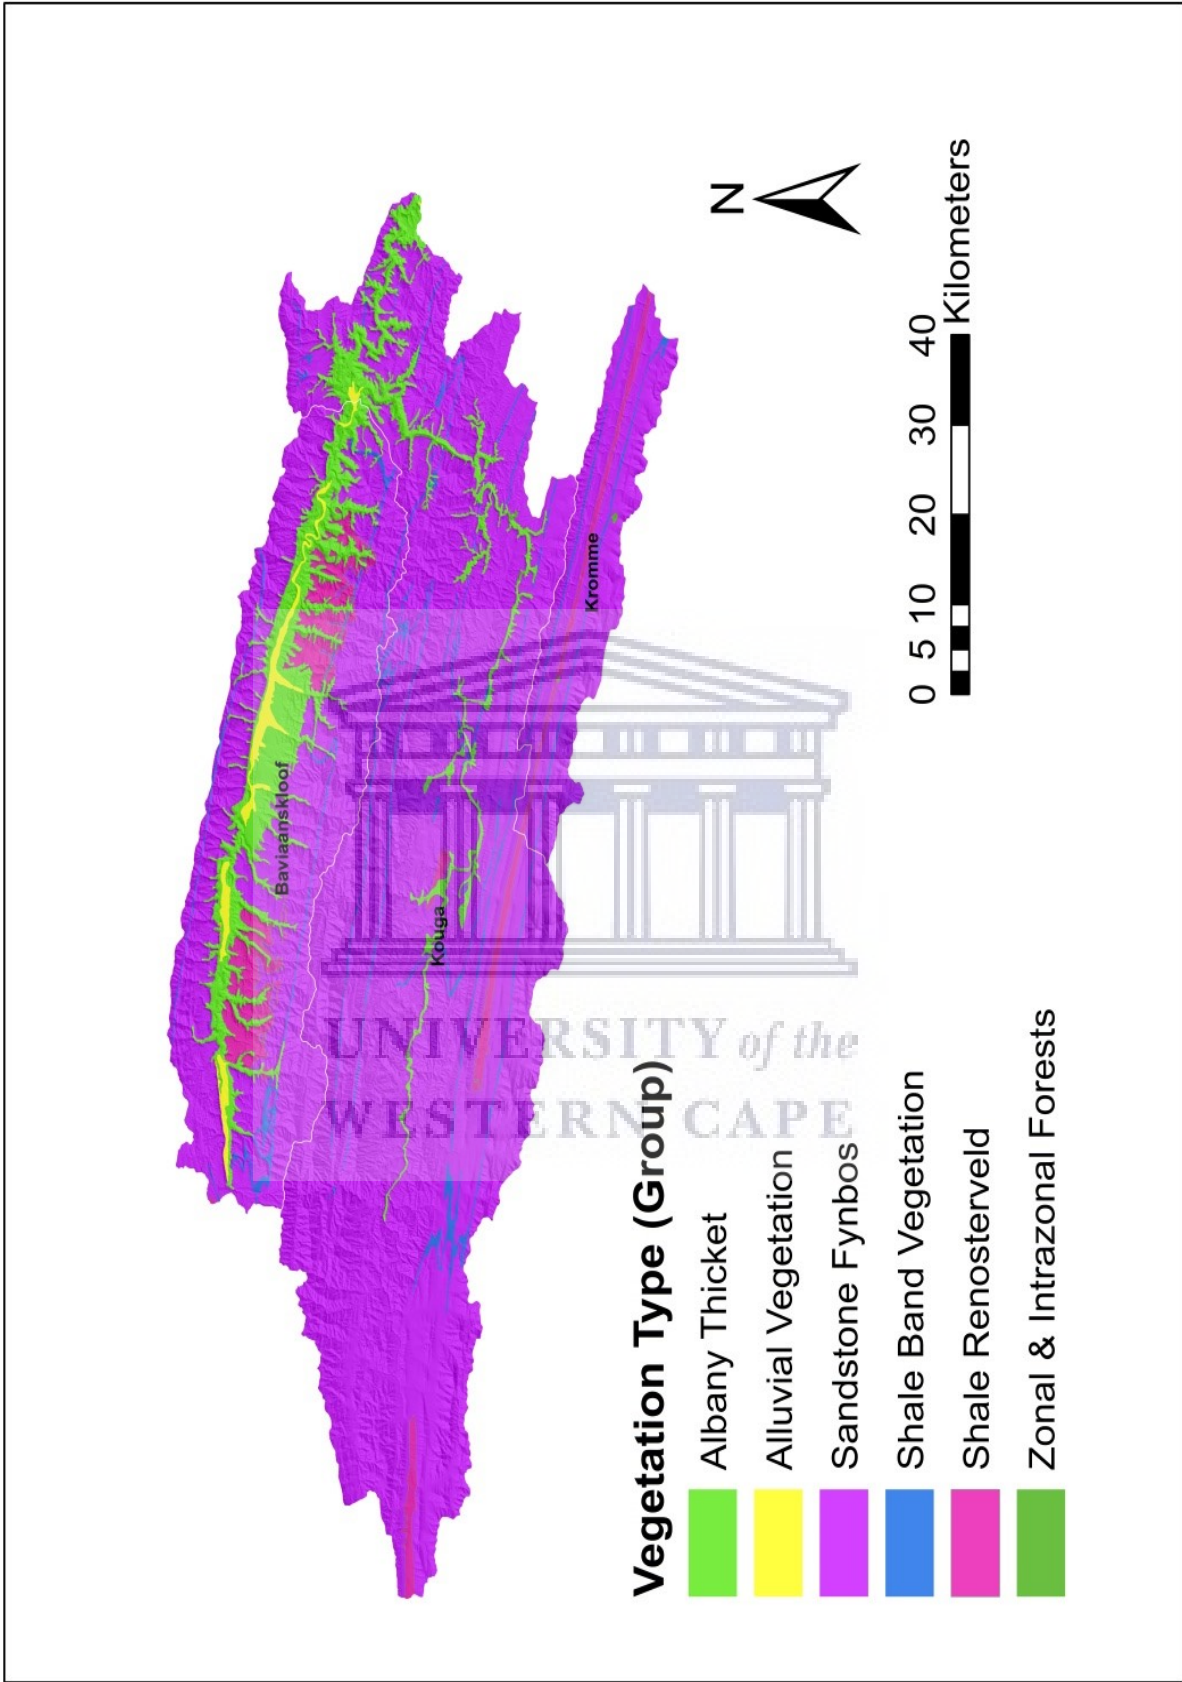 Baviaanskloof
Kouga
Kromme
N
0 5 10 20 30 40
Kilometers
UNIVERSITY of the
WESTERN CAPE
Vegetation Type (Group)
Albany Thicket
Alluvial Vegetation
Sandstone Fynbos
Shale Band Vegetation
Shale Renosterveld
Zonal & Intrazonal Forests